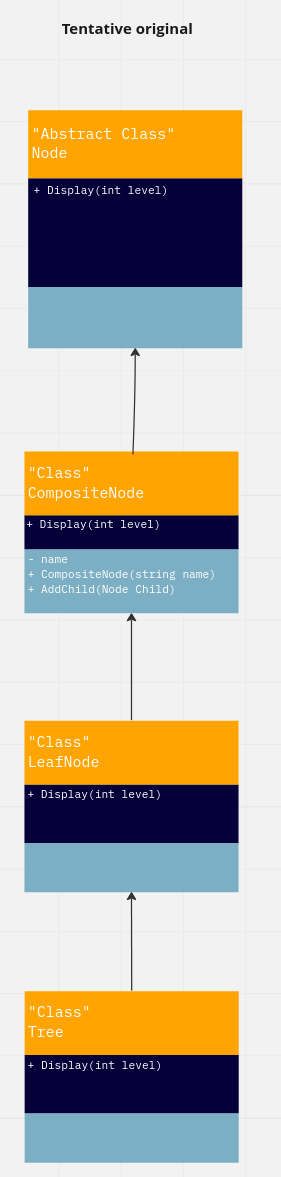 Tentative original
"Abstract Class"
Node
+ Display(int level)
"Class"
CompositeNode
+ Display(int level)
- name
+ CompositeNode(string name)
+ AddChild(Node Child)
"Class"
LeafNode
+ Display(int level)
"Class"
Tree
+ Display(int level)